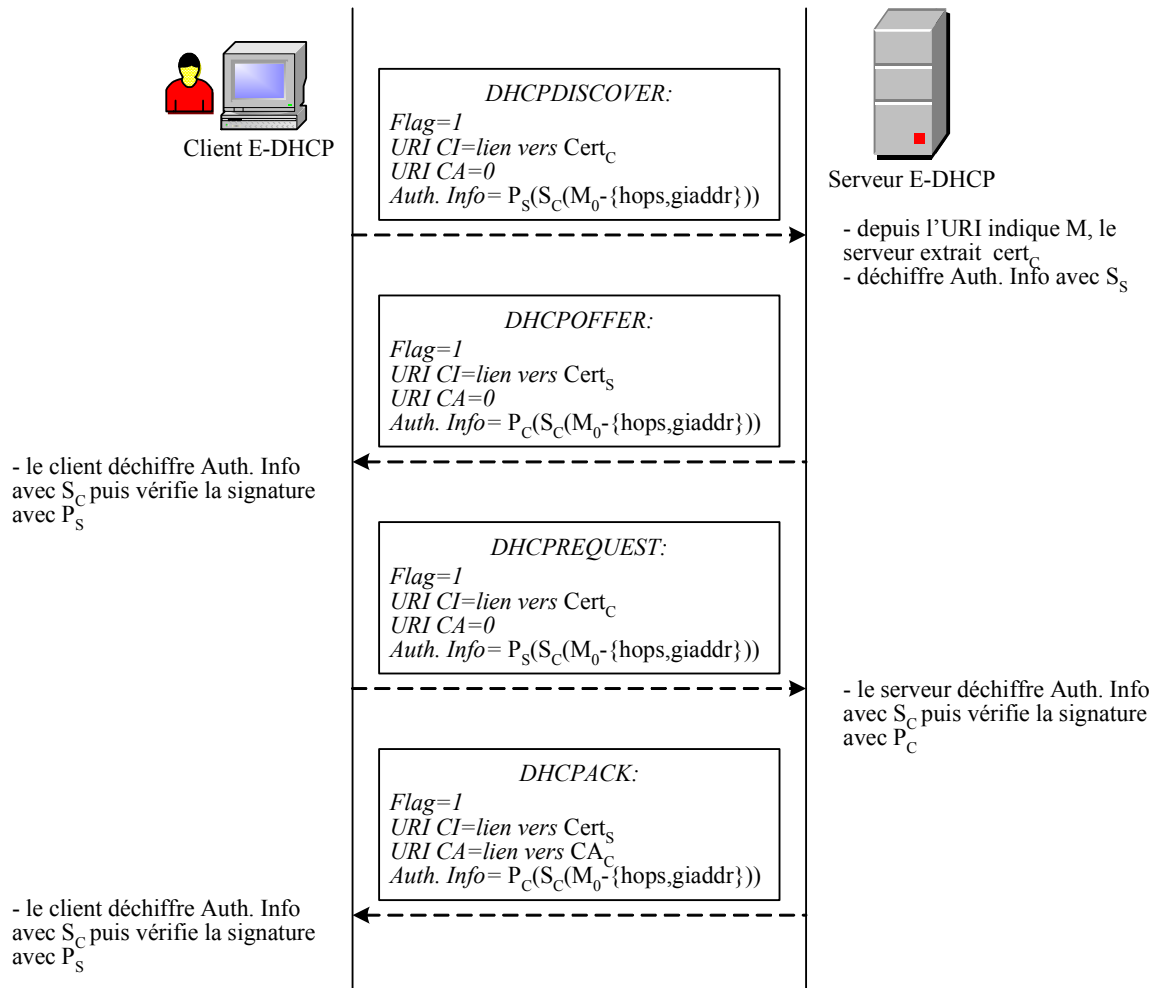 Client E-DHCP
DHCPDISCOVER:
Flag=1
URI CI=lien vers Cert_C
URI CA=0
Auth. Info= P_S(S_C(M_0-{hops,giaddr}))
Serveur E-DHCP
- depuis l'URI indique M, le
serveur extrait cert_C
- déchiffre Auth. Info avec S_S
DHCPOFFER:
Flag=1
URI CI=lien vers Cert_S
URI CA=0
Auth. Info= P_C(S_C(M_0-{hops,giaddr}))
- le client déchiffre Auth. Info
avec S_C puis vérifie la signature
avec P_S
DHCPREQUEST:
Flag=1
URI CI=lien vers Cert_C
URI CA=0
Auth. Info= P_S(S_C(M_0-{hops,giaddr}))
- le serveur déchiffre Auth. Info
avec S_C puis vérifie la signature
avec P_C
DHCPACK:
Flag=1
URI CI=lien vers Cert_S
URI CA=lien vers CA_C
Auth. Info= P_C(S_C(M_0-{hops,giaddr}))
- le client déchiffre Auth. Info
avec S_C puis vérifie la signature
avec P_S